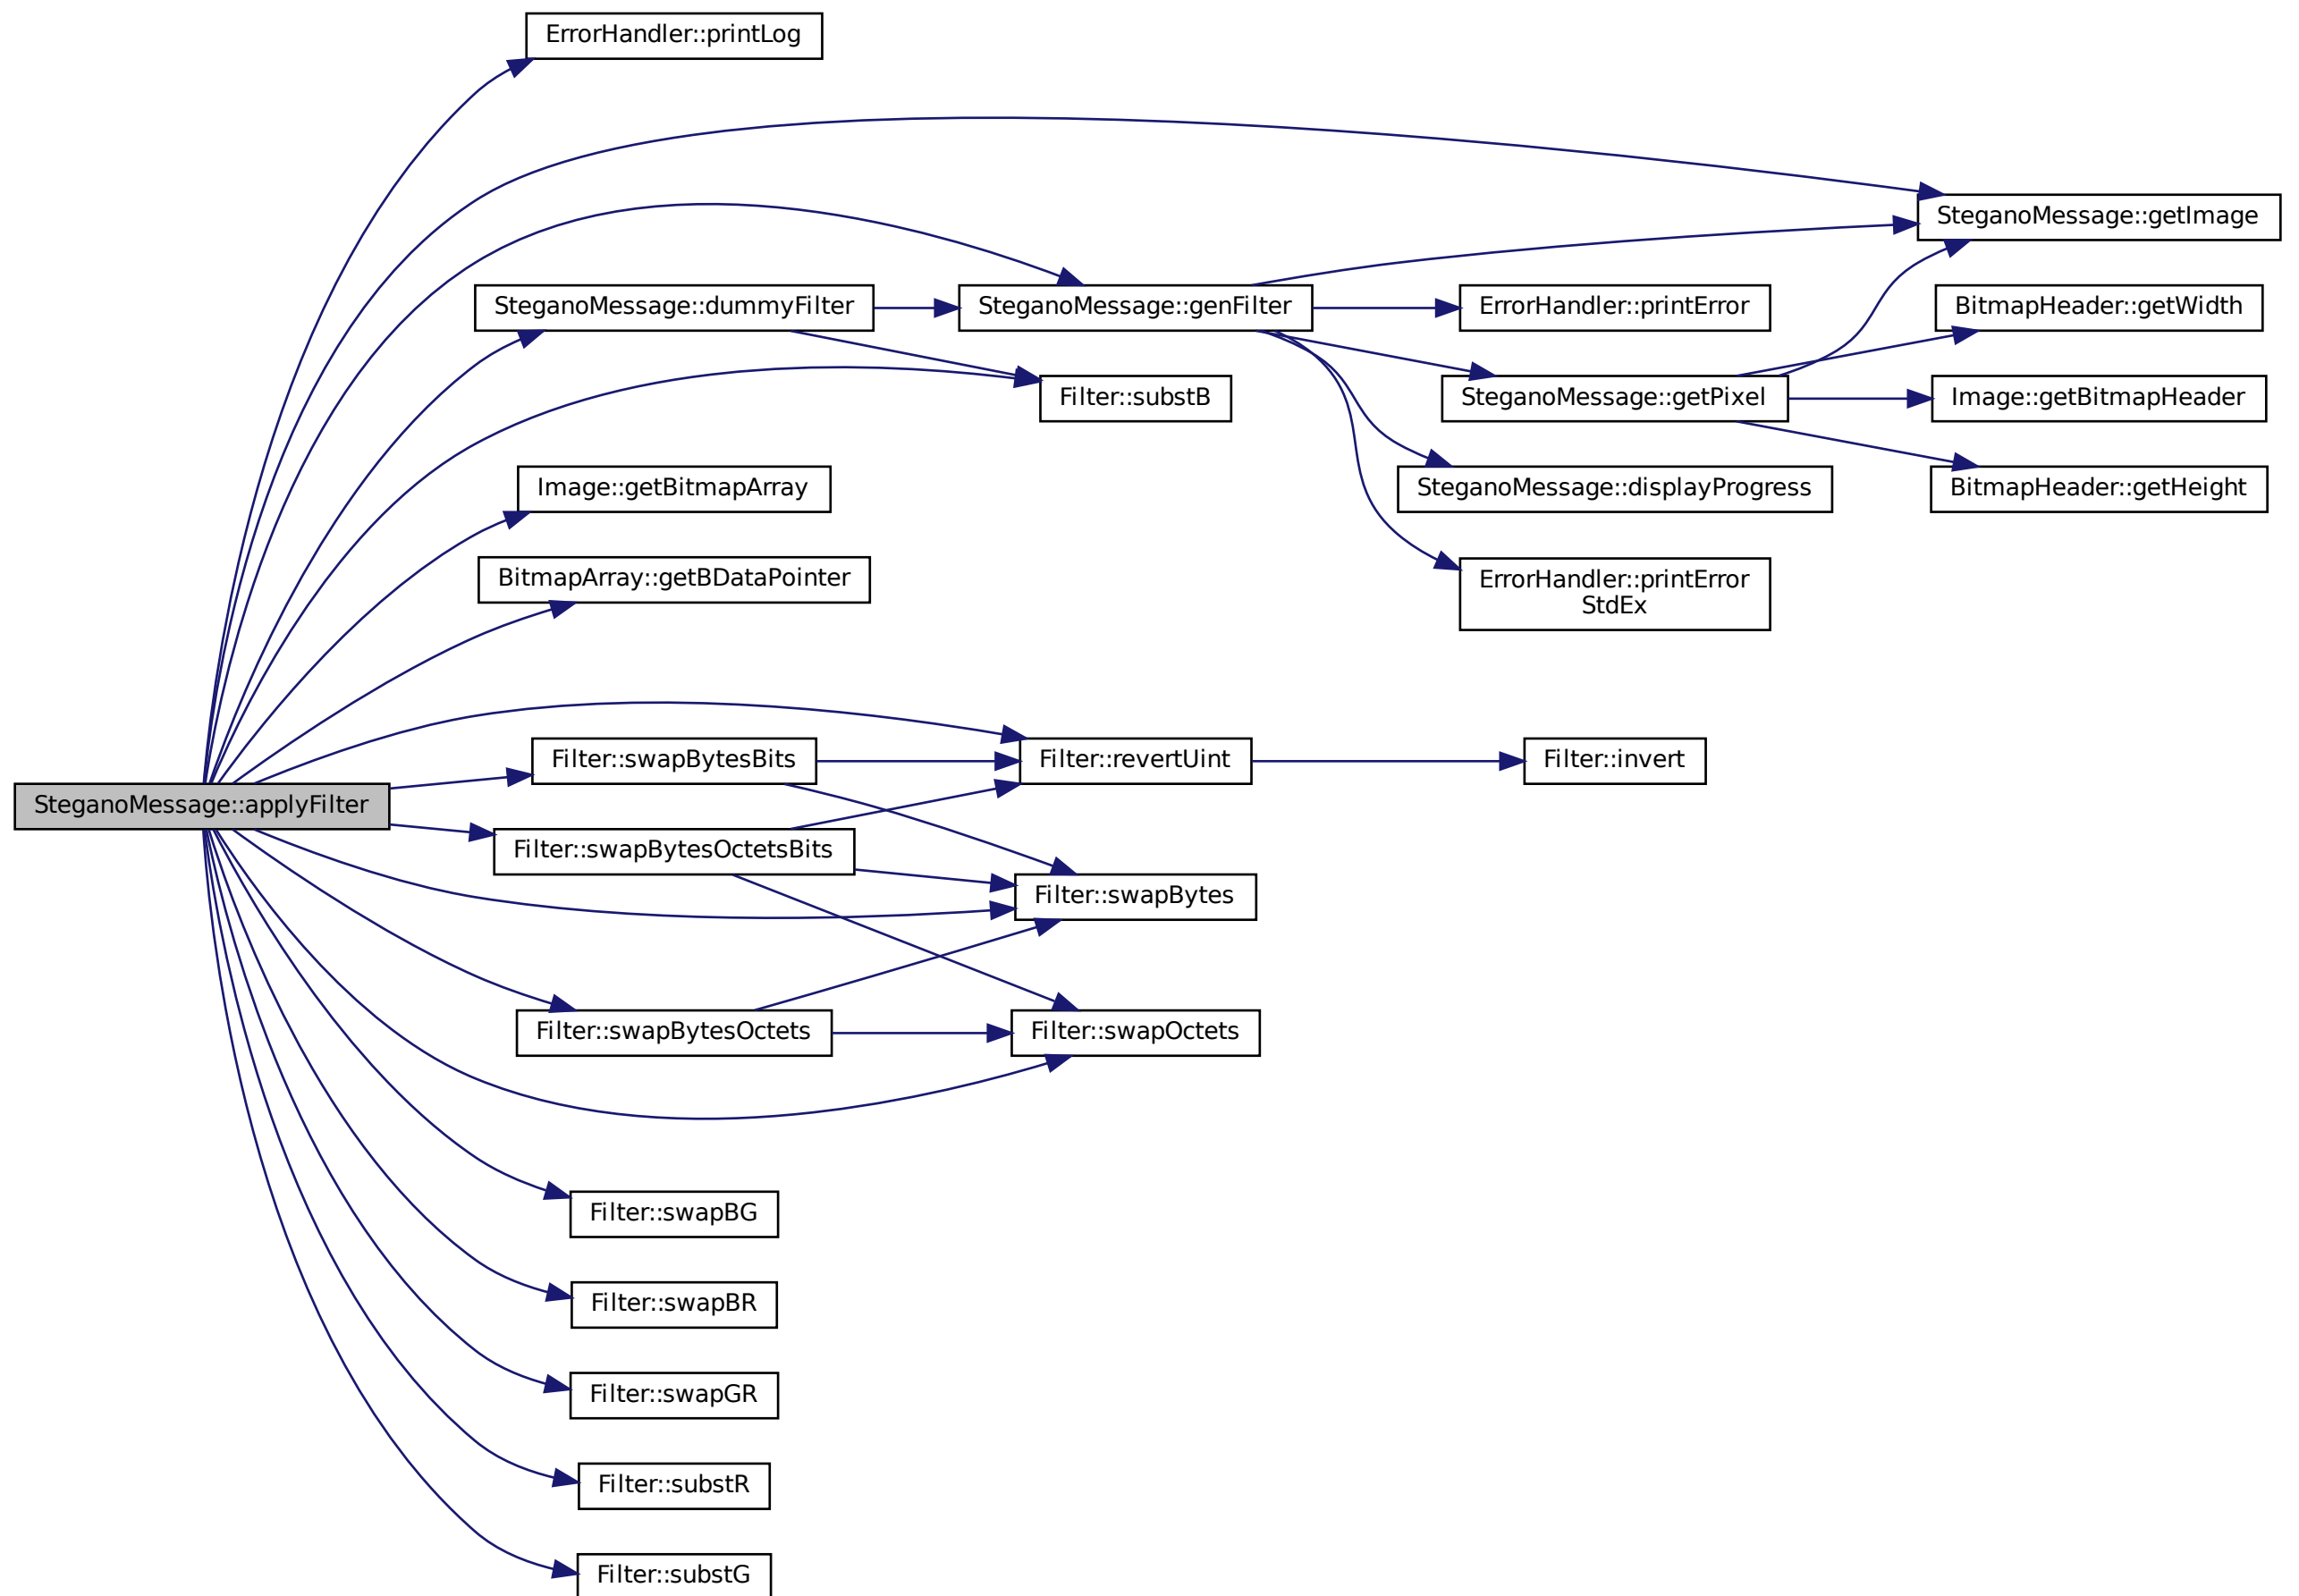 ErrorHandler::printLog
SteganoMessage::getImage
SteganoMessage::dummyFilter
SteganoMessage::genFilter
ErrorHandler::printError
BitmapHeader::getWidth
Filter::substB
SteganoMessage::getPixel
Image::getBitmapHeader
Image::getBitmapArray
SteganoMessage::displayProgress
BitmapHeader::getHeight
BitmapArray::getBDataPointer
ErrorHandler::printError
StdEx
Filter::swapBytesBits
Filter::revertUint
Filter::invert
SteganoMessage::applyFilter
Filter::swapBytesOctetsBits
Filter::swapBytes
Filter::swapBytesOctets
Filter::swapOctets
Filter::swapBG
Filter::swapBR
Filter::swapGR
Filter::substR
Filter::substG